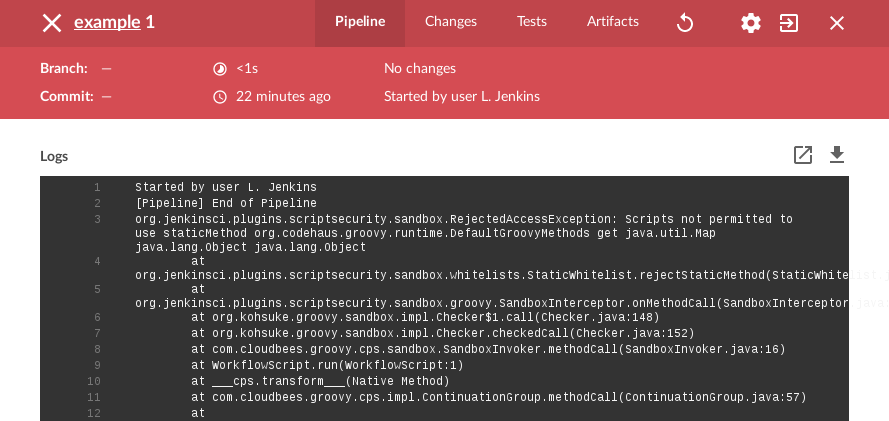 example 1 Pipeline Changes Tests Artifacts
Branch: — <1s No changes
Commit: — 22 minutes ago Started by user L. Jenkins
Logs
1 Started by user L. Jenkins
2 [Pipeline] End of Pipeline
3 org.jenkinsci.plugins.scriptsecurity.sandbox.RejectedAccessException: Scripts not permitted to
use staticMethod org.codehaus.groovy.runtime.DefaultGroovyMethods get java.util.Map
java.lang.Object java.lang.Object
4 at
org.jenkinsci.plugins.scriptsecurity.sandbox.whitelists.StaticWhitelist.rejectStaticMethod(StaticWhitelist.j
5 at
org.jenkinsci.plugins.scriptsecurity.sandbox.groovy.SandboxInterceptor.onMethodCall(SandboxInterceptor.java:
6 at org.kohsuke.groovy.sandbox.impl.Checker$1.call(Checker.java:148)
7 at org.kohsuke.groovy.sandbox.impl.Checker.checkedCall(Checker.java:152)
8 at com.cloudbees.groovy.cps.sandbox.SandboxInvoker.methodCall(SandboxInvoker.java:16)
9 at WorkflowScript.run(WorkflowScript:1)
10 at ___cps.transform___(Native Method)
11 at com.cloudbees.groovy.cps.impl.ContinuationGroup.methodCall(ContinuationGroup.java:57)
12 at